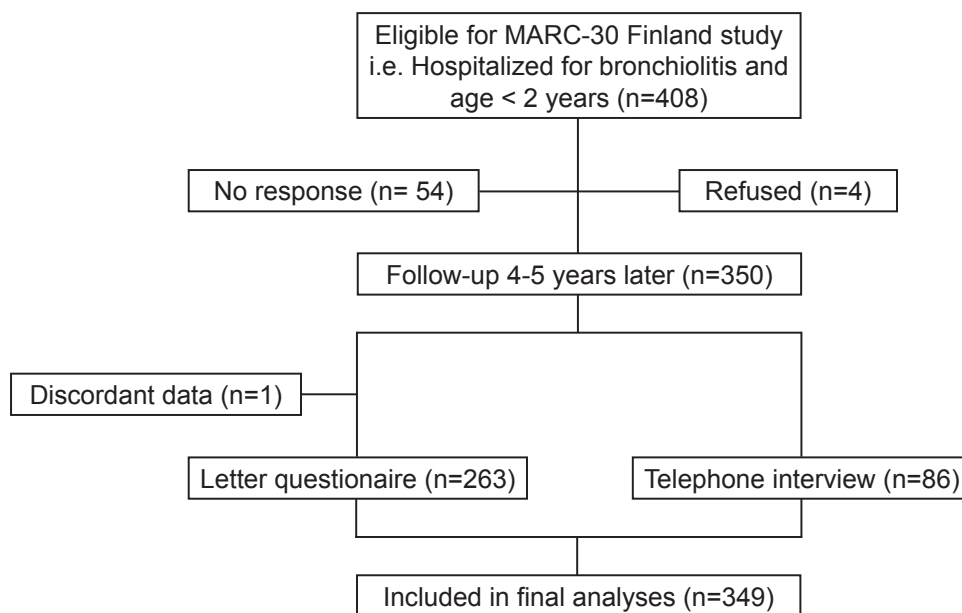 Eligible for MARC-30 Finland study
i.e. Hospitalized for bronchiolitis and
age < 2 years (n=408)
No response (n= 54)
Refused (n=4)
Follow-up 4-5 years later (n=350)
Discordant data (n=1)
Letter questionaire (n=263)
Telephone interview (n=86)
Included in final analyses (n=349)